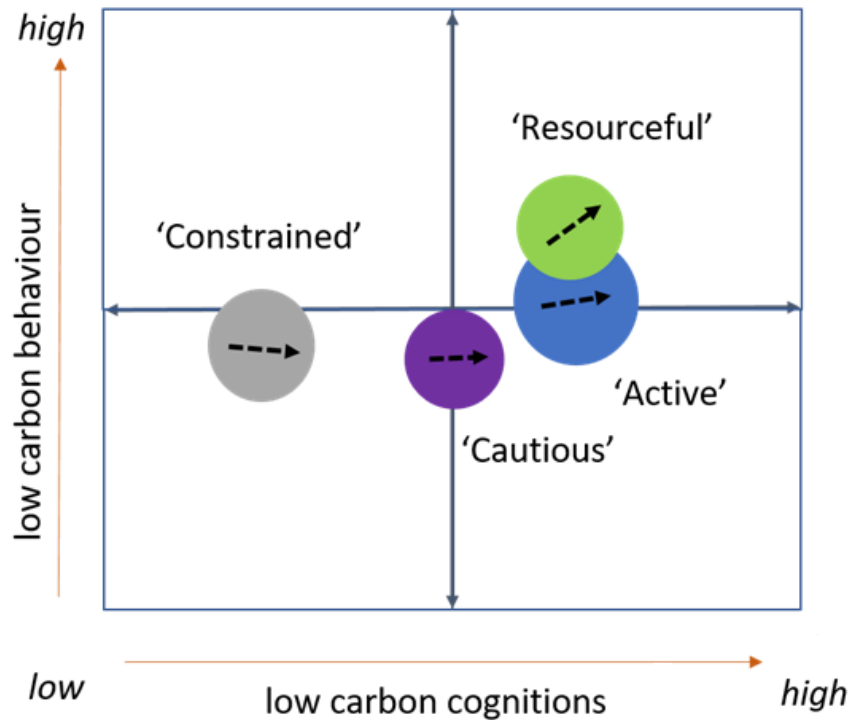 high
‘Resourceful’
‘Constrained’
low carbon behaviour
‘Active’
‘Cautious’
low
low carbon cognitions
high